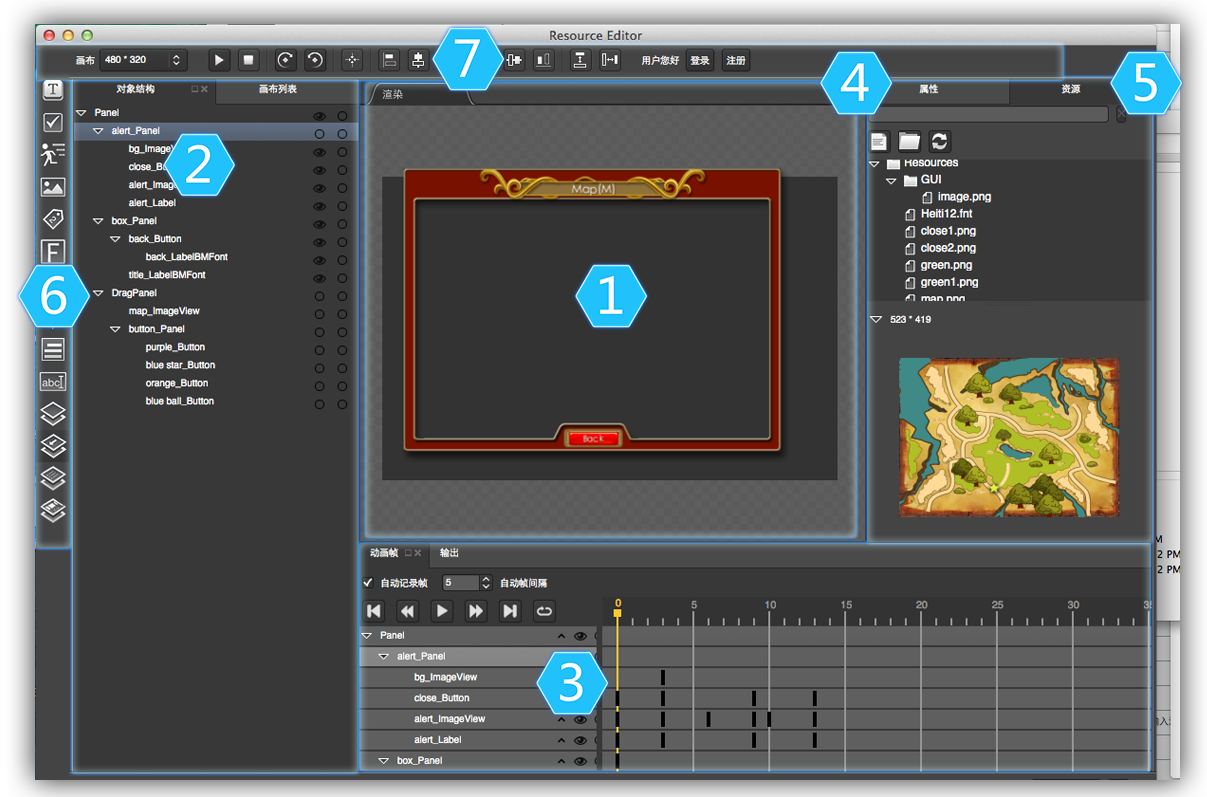 Resource Editor
画布 480 * 320 用户您好 登录 注册
7
4
5
6
2
1
3
T
F
abc
对象结构 画布列表
Panel
alert_Panel
bg_ImageV
close_B
alert_Imag
alert_Label
box_Panel
back_Button
back_LabelBMFont
title_LabelBMFont
DragPanel
map_ImageView
button_Panel
purple_Button
blue star_Button
orange_Button
blue ball_Button
渲染
Map(M)
Back
属性 资源
Resources
GUI
image.png
Heiti12.fnt
close1.png
close2.png
green.png
green1.png
map.png
523 * 419
动画帧 输出
自动记录帧 5 自动帧间隔
0 5 10 15 20 25 30 35
Panel
alert_Panel
bg_ImageView
close_Button
alert_ImageView
alert_Label
box_Panel
M
2 PM
2 PM